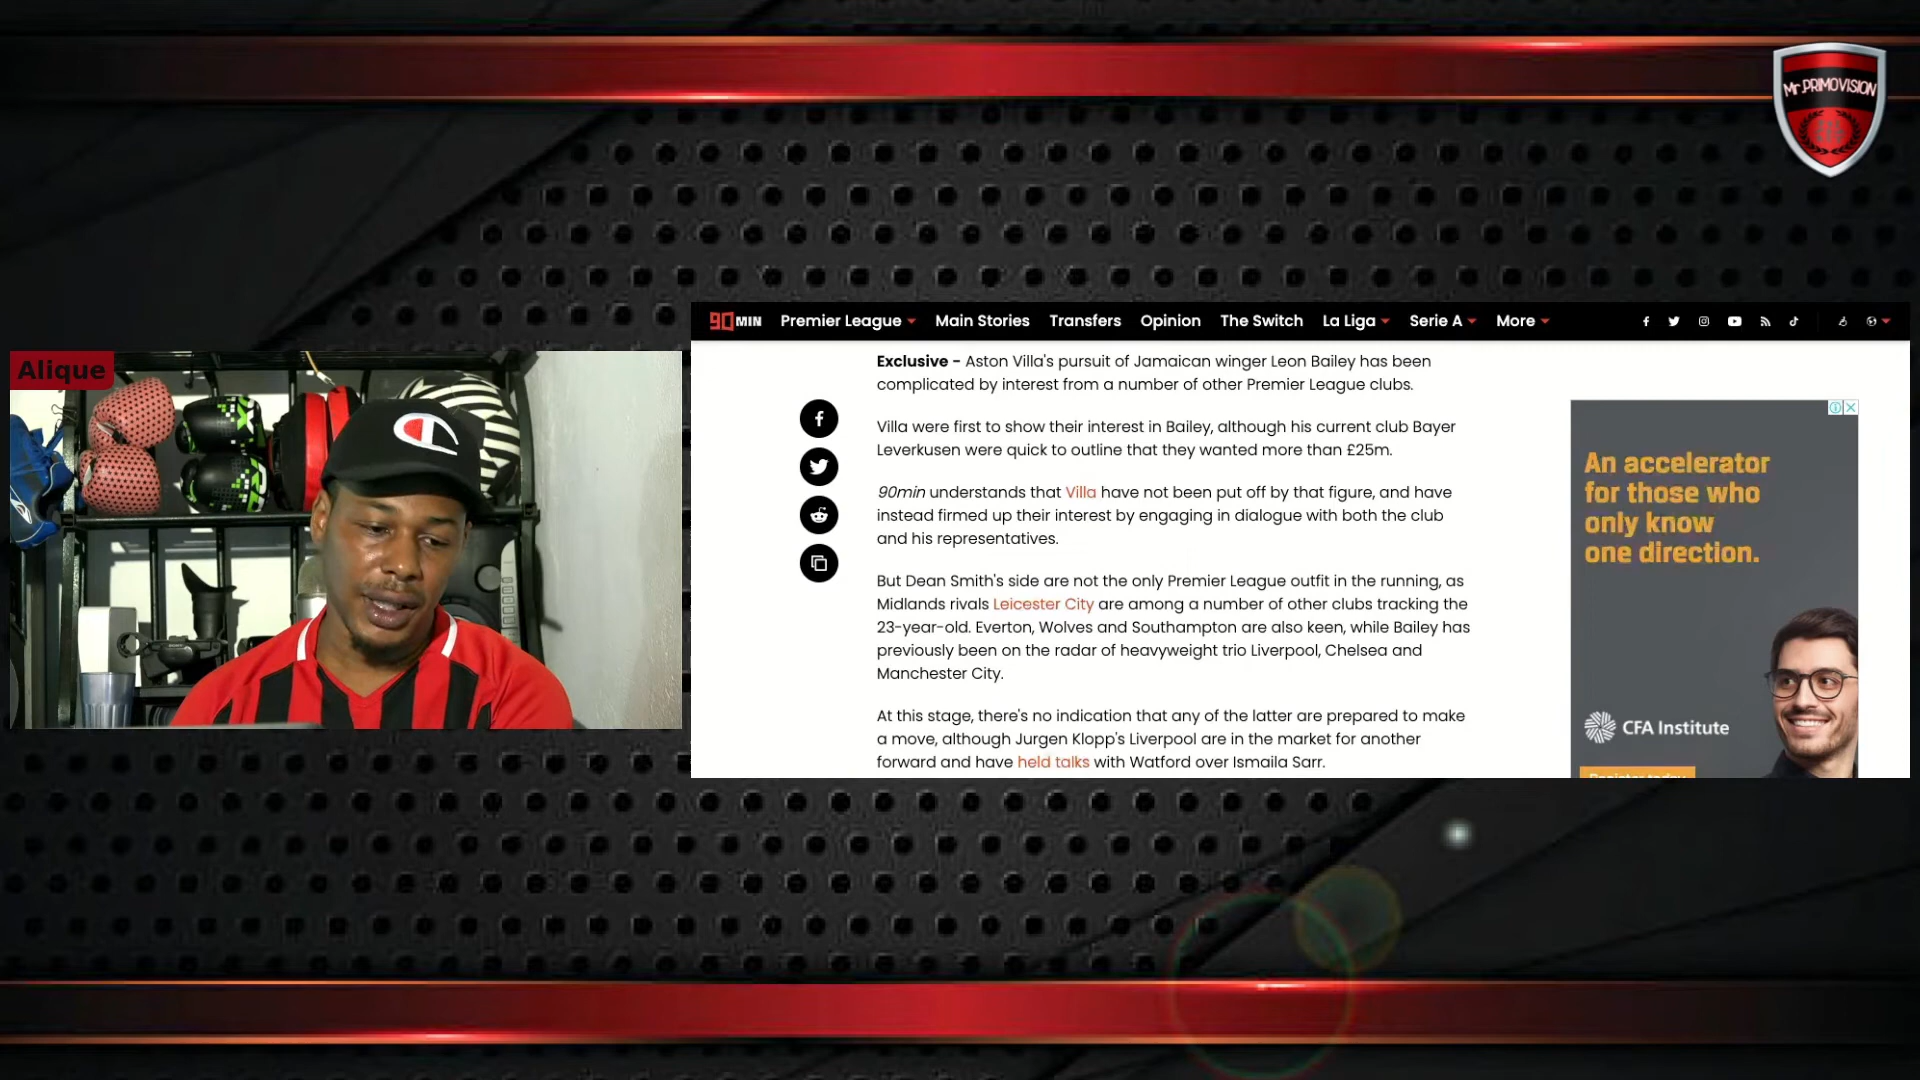 Mr.PRIMOVISION
Alique
90MIN Premier League Main Stories Transfers Opinion The Switch La Liga Serie A More
Exclusive - Aston Villa's pursuit of Jamaican winger Leon Bailey has been
complicated by interest from a number of other Premier League clubs.
Villa were first to show their interest in Bailey, although his current club Bayer
Leverkusen were quick to outline that they wanted more than £25m.
90min understands that Villa have not been put off by that figure, and have
instead firmed up their interest by engaging in dialogue with both the club
and his representatives.
But Dean Smith's side are not the only Premier League outfit in the running, as
Midlands rivals Leicester City are among a number of other clubs tracking the
23-year-old. Everton, Wolves and Southampton are also keen, while Bailey has
previously been on the radar of heavyweight trio Liverpool, Chelsea and
Manchester City.
At this stage, there's no indication that any of the latter are prepared to make
a move, although Jurgen Klopp's Liverpool are in the market for another
forward and have held talks with Watford over Ismaila Sarr.
An accelerator
for those who
only know
one direction.
CFA Institute
Register today